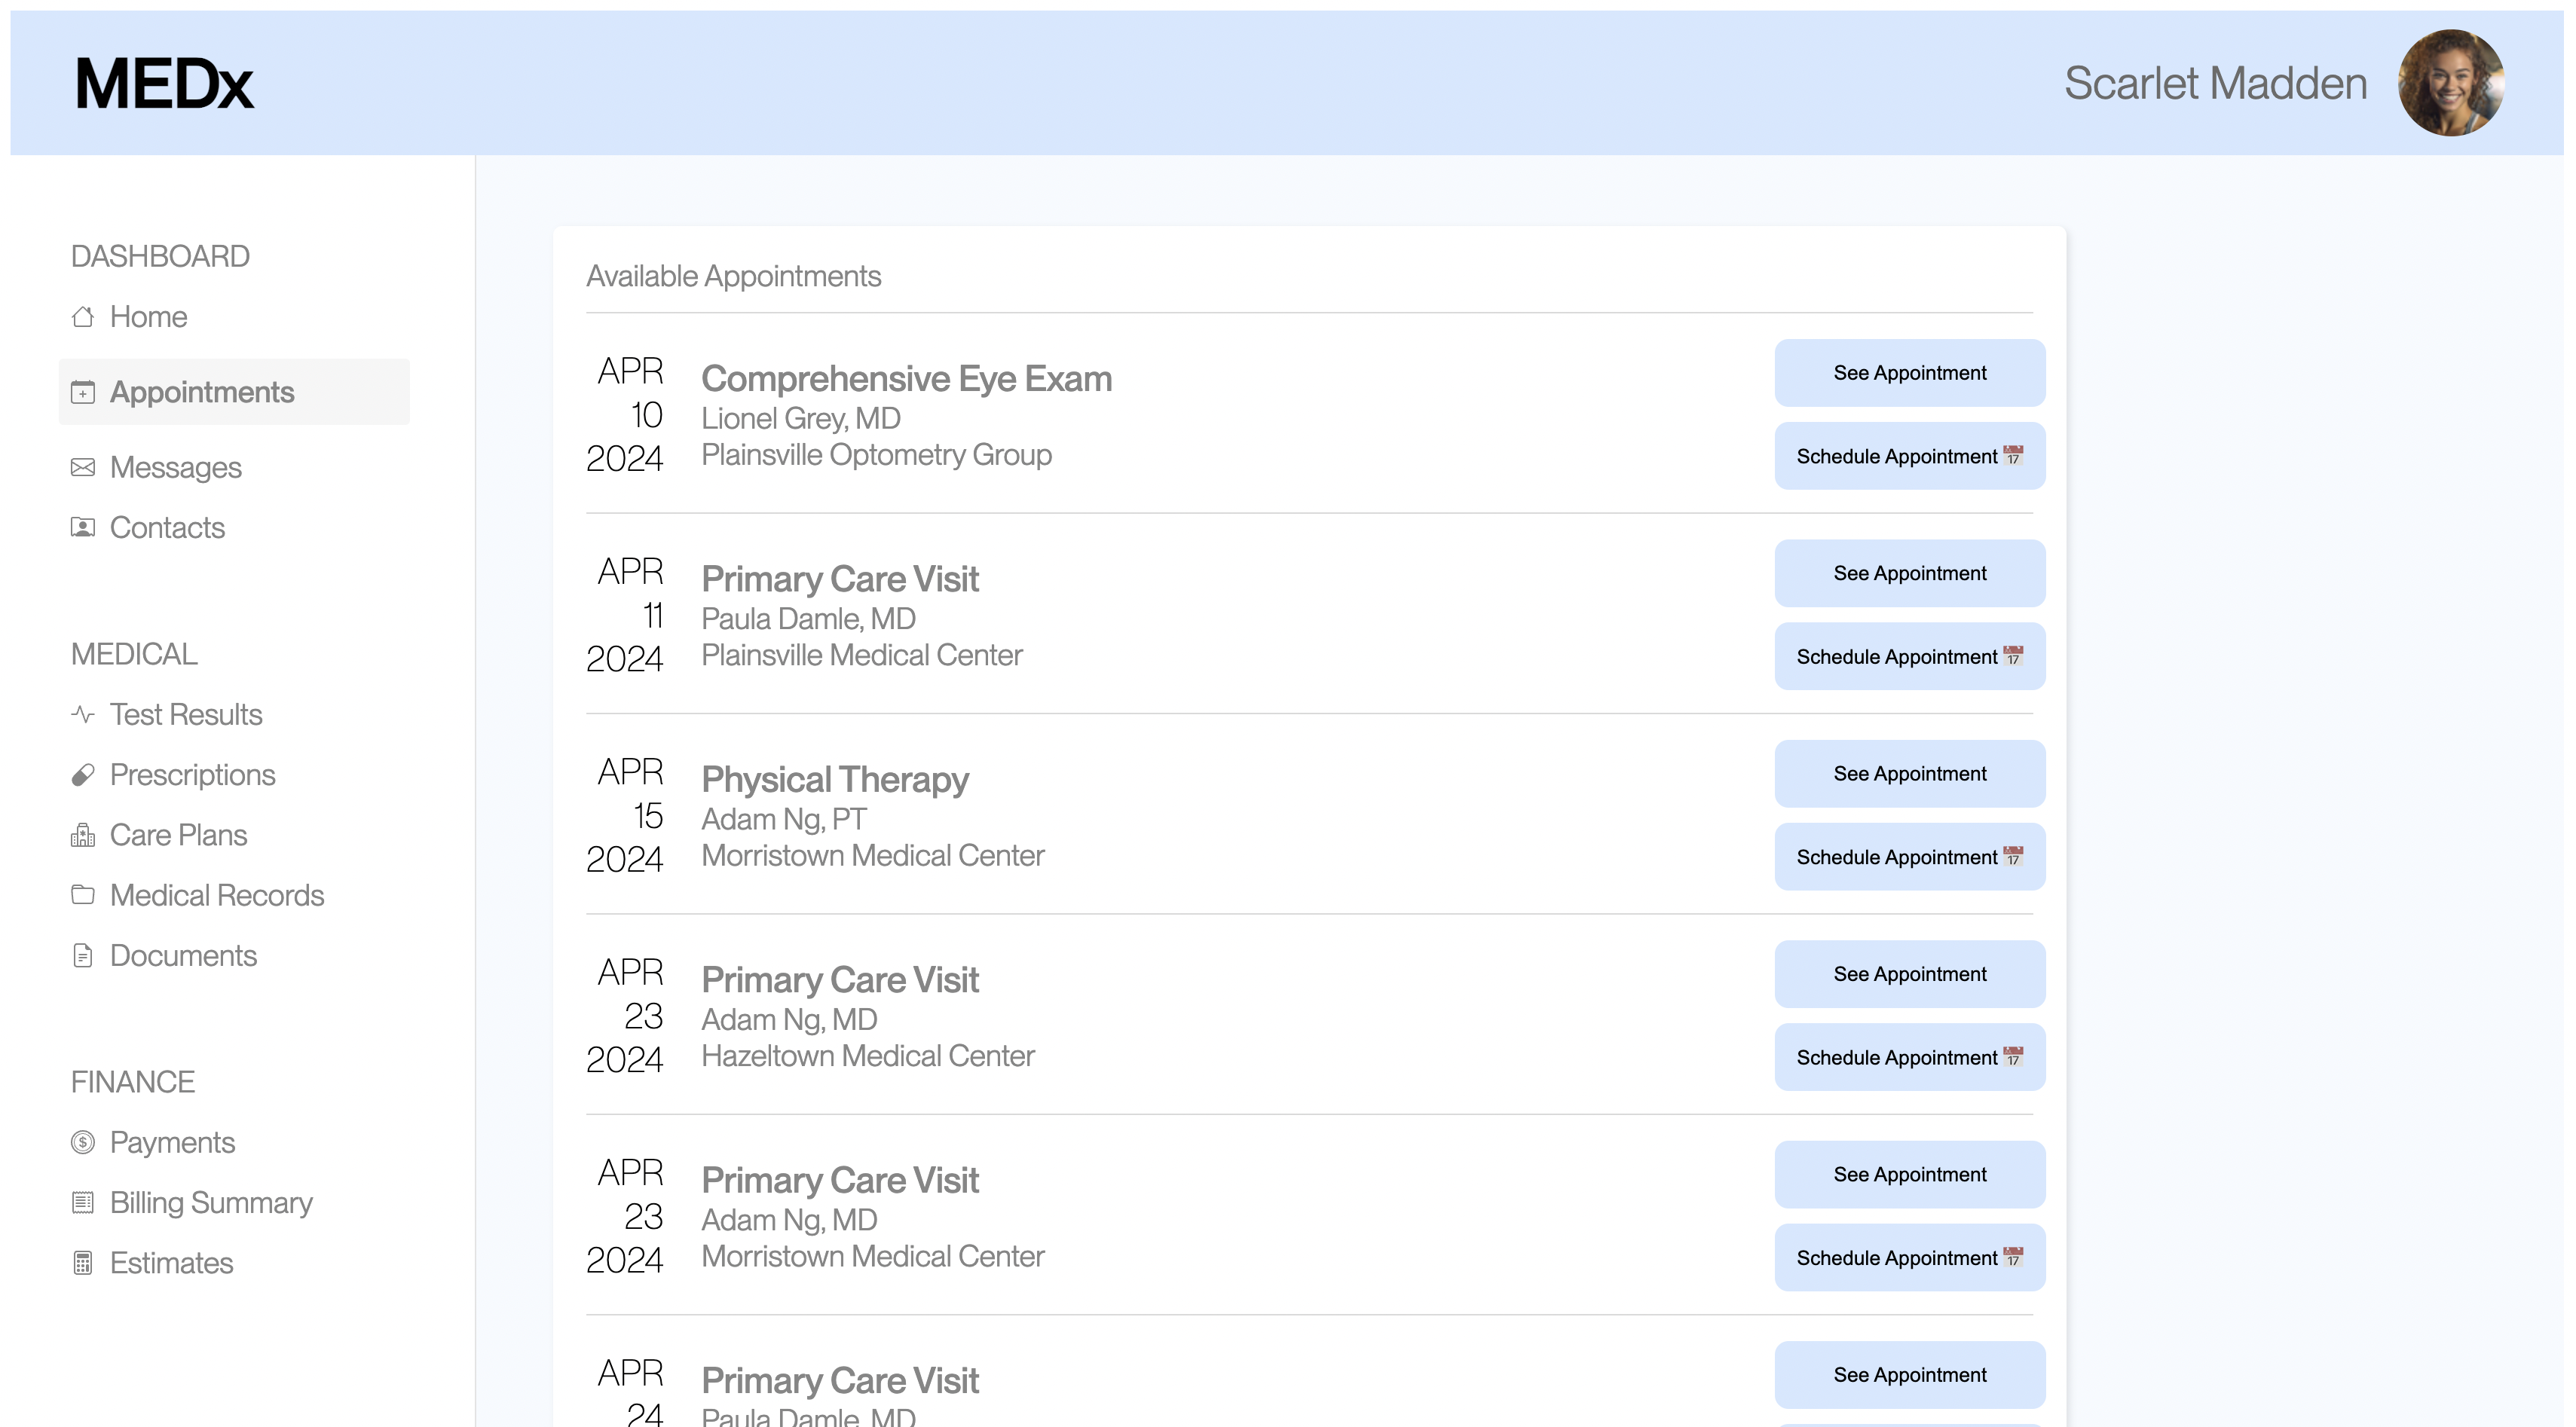 MEDx
Scarlet Madden
DASHBOARD
Home
Appointments
Messages
Contacts
MEDICAL
Test Results
Prescriptions
Care Plans
Medical Records
Documents
FINANCE
Payments
Billing Summary
Estimates
Available Appointments
APR
10
2024
Comprehensive Eye Exam
Lionel Grey, MD
Plainsville Optometry Group
See Appointment
Schedule Appointment 📅
APR
11
2024
Primary Care Visit
Paula Damle, MD
Plainsville Medical Center
See Appointment
Schedule Appointment 📅
APR
15
2024
Physical Therapy
Adam Ng, PT
Morristown Medical Center
See Appointment
Schedule Appointment 📅
APR
23
2024
Primary Care Visit
Adam Ng, MD
Hazeltown Medical Center
See Appointment
Schedule Appointment 📅
APR
23
2024
Primary Care Visit
Adam Ng, MD
Morristown Medical Center
See Appointment
Schedule Appointment 📅
APR
24
Primary Care Visit
Paula Damle, MD
See Appointment